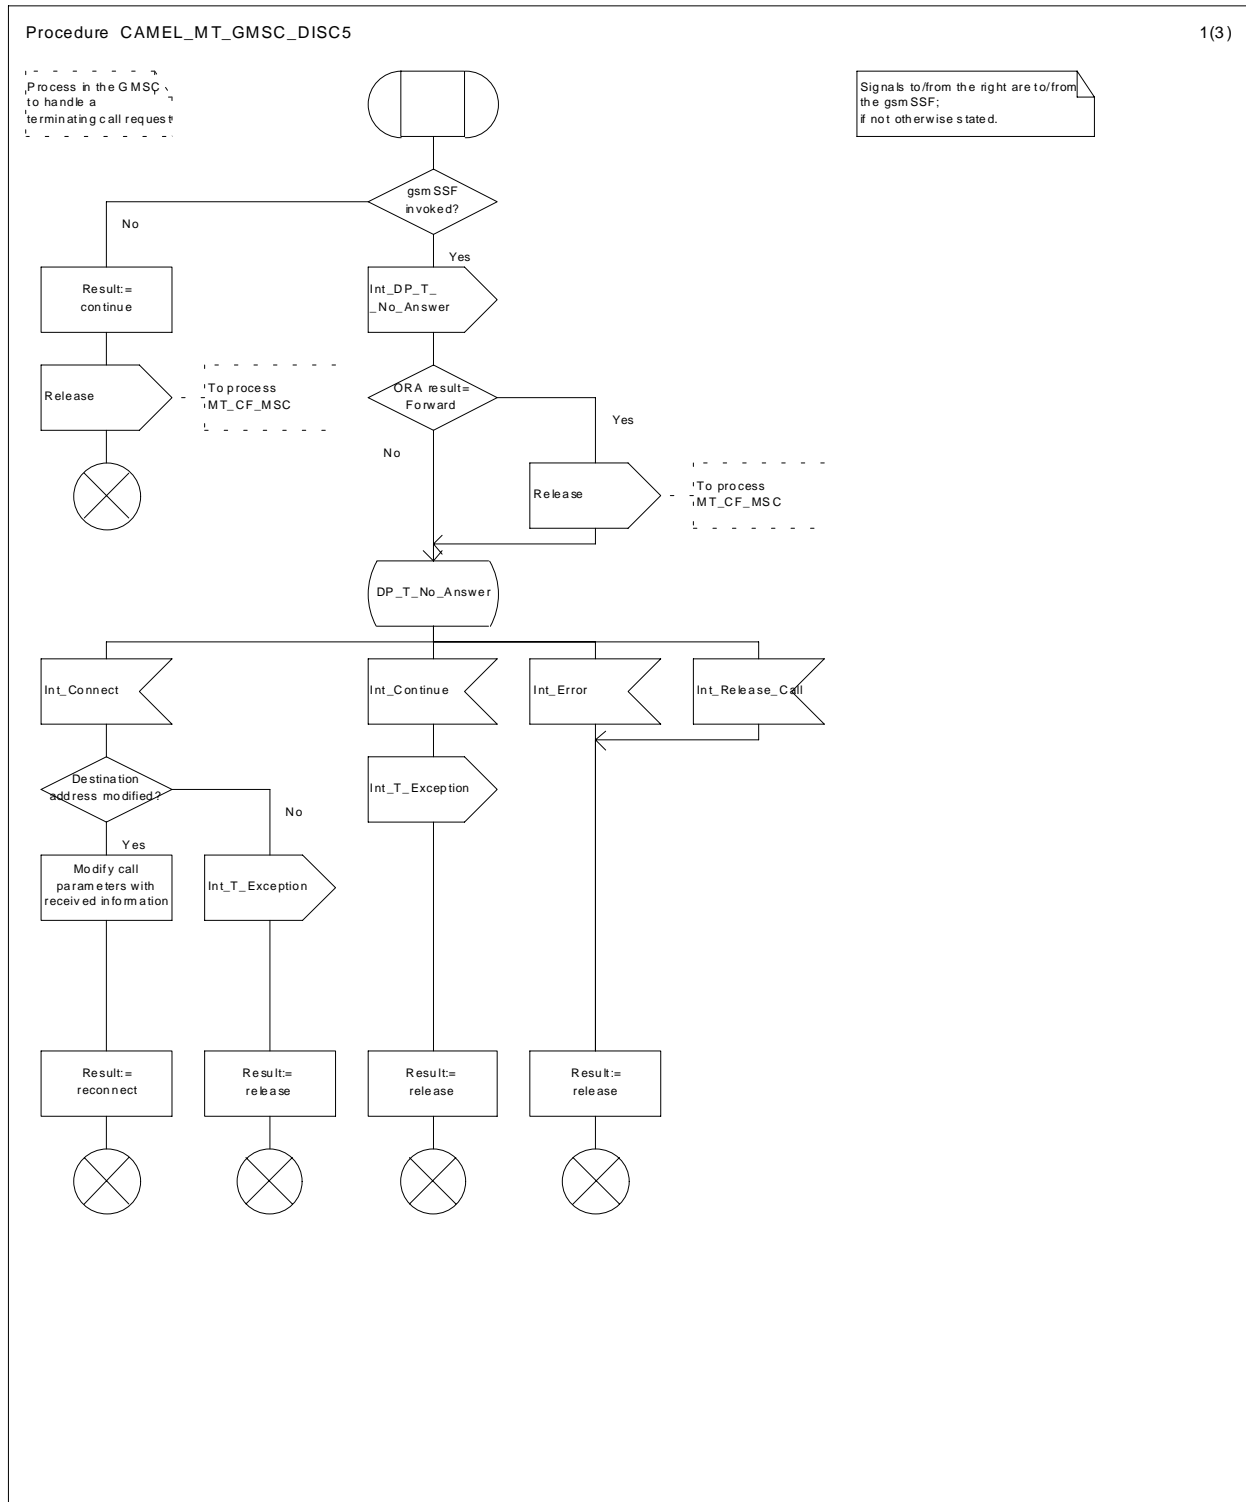 Procedure CAMEL_MT_GMSC_DISC5
1(3)
Process in the GMSC
to handle a
terminating call request
Signals to/from the right are to/from
the gsmSSF;
if not otherwise stated.
gsmSSF
invoked?
No
Yes
Result:=
continue
Int_DP_T_
_No_Answer
Release
To process
MT_CF_MSC
ORA result=
Forward
Yes
No
Release
To process
MT_CF_MSC
DP_T_No_Answer
Int_Connect
Int_Continue
Int_Error
Int_Release_Call
Destination
address modified?
No
Yes
Int_T_Exception
Modify call
parameters with
received information
Int_T_Exception
Result:=
reconnect
Result:=
release
Result:=
release
Result:=
release